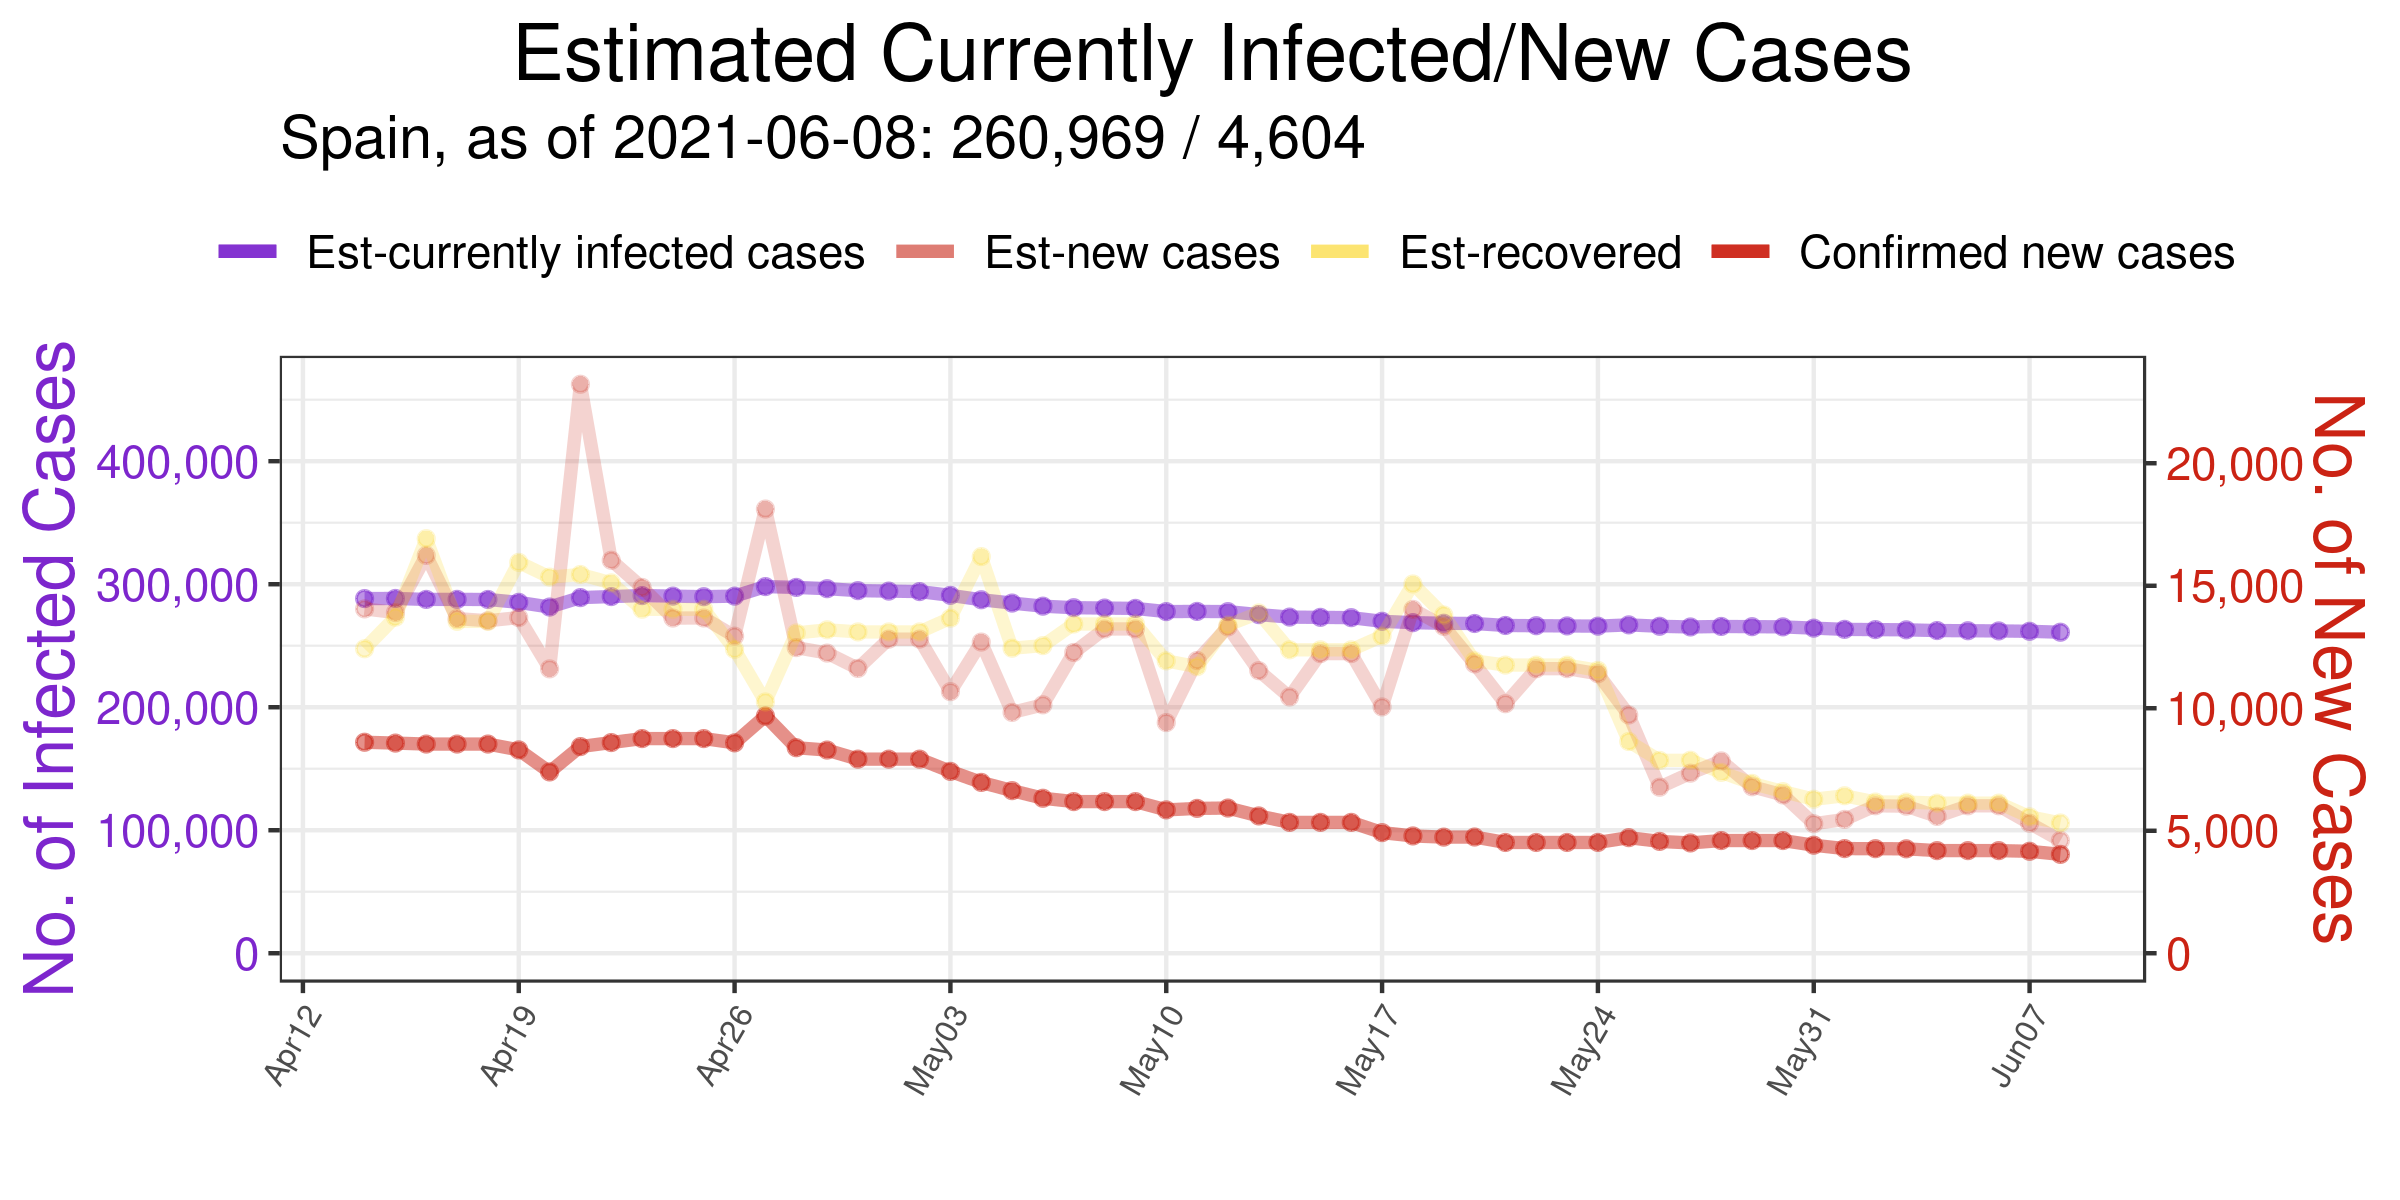 Estimated Currently Infected/New Cases
Spain, as of 2021-06-08: 260,969 / 4,604
Est-currently infected cases Est-new cases Est-recovered Confirmed new cases
No. of Infected Cases
400,000
300,000
200,000
100,000
0
20,000
15,000
10,000
5,000
0
No. of New Cases
Apr12 Apr19 Apr26 May03 May10 May17 May24 May31 Jun07